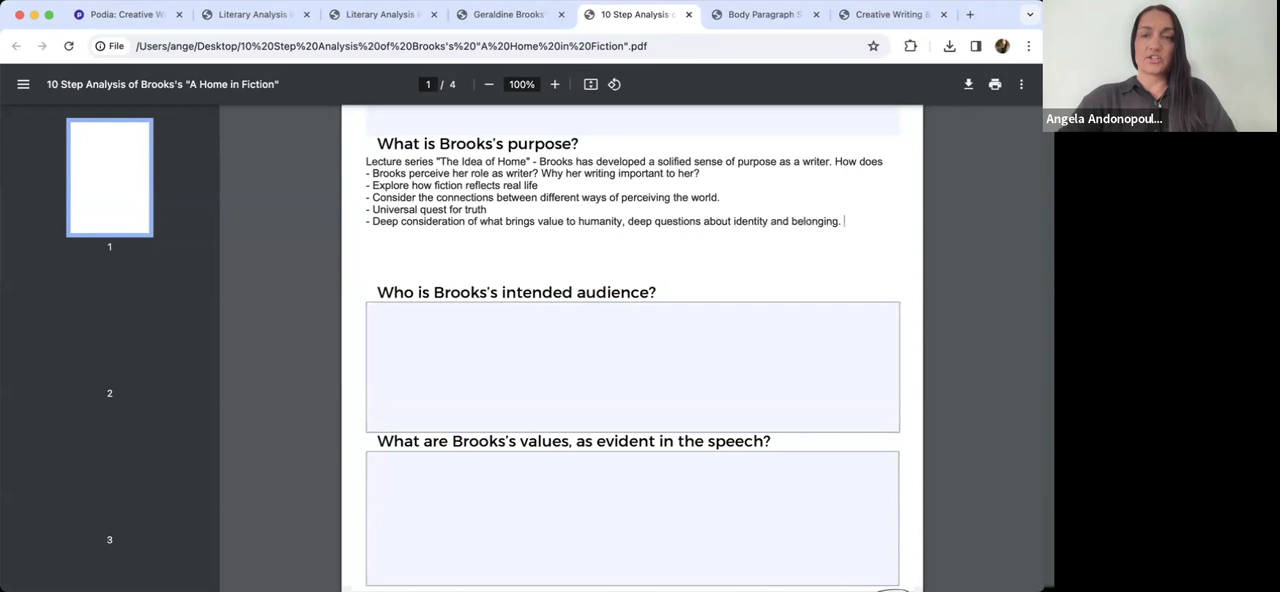 Podia: Creative W
Literary Analysis i
Literary Analysis i
Geraldine Brooks'
10 Step Analysis o
Body Paragraph S
Creative Writing &
File
/Users/ange/Desktop/10%20Step%20Analysis%20of%20Brooks's%20"A%20Home%20in%20Fiction".pdf
10 Step Analysis of Brooks's "A Home in Fiction"
1 / 4
100%
Angela Andonopoul...
1
2
3
What is Brooks's purpose?
Lecture series "The Idea of Home" - Brooks has developed a solified sense of purpose as a writer. How does
- Brooks perceive her role as writer? Why her writing important to her?
- Explore how fiction reflects real life
- Consider the connections between different ways of perceiving the world.
- Universal quest for truth
- Deep consideration of what brings value to humanity, deep questions about identity and belonging.
Who is Brooks's intended audience?
What are Brooks's values, as evident in the speech?